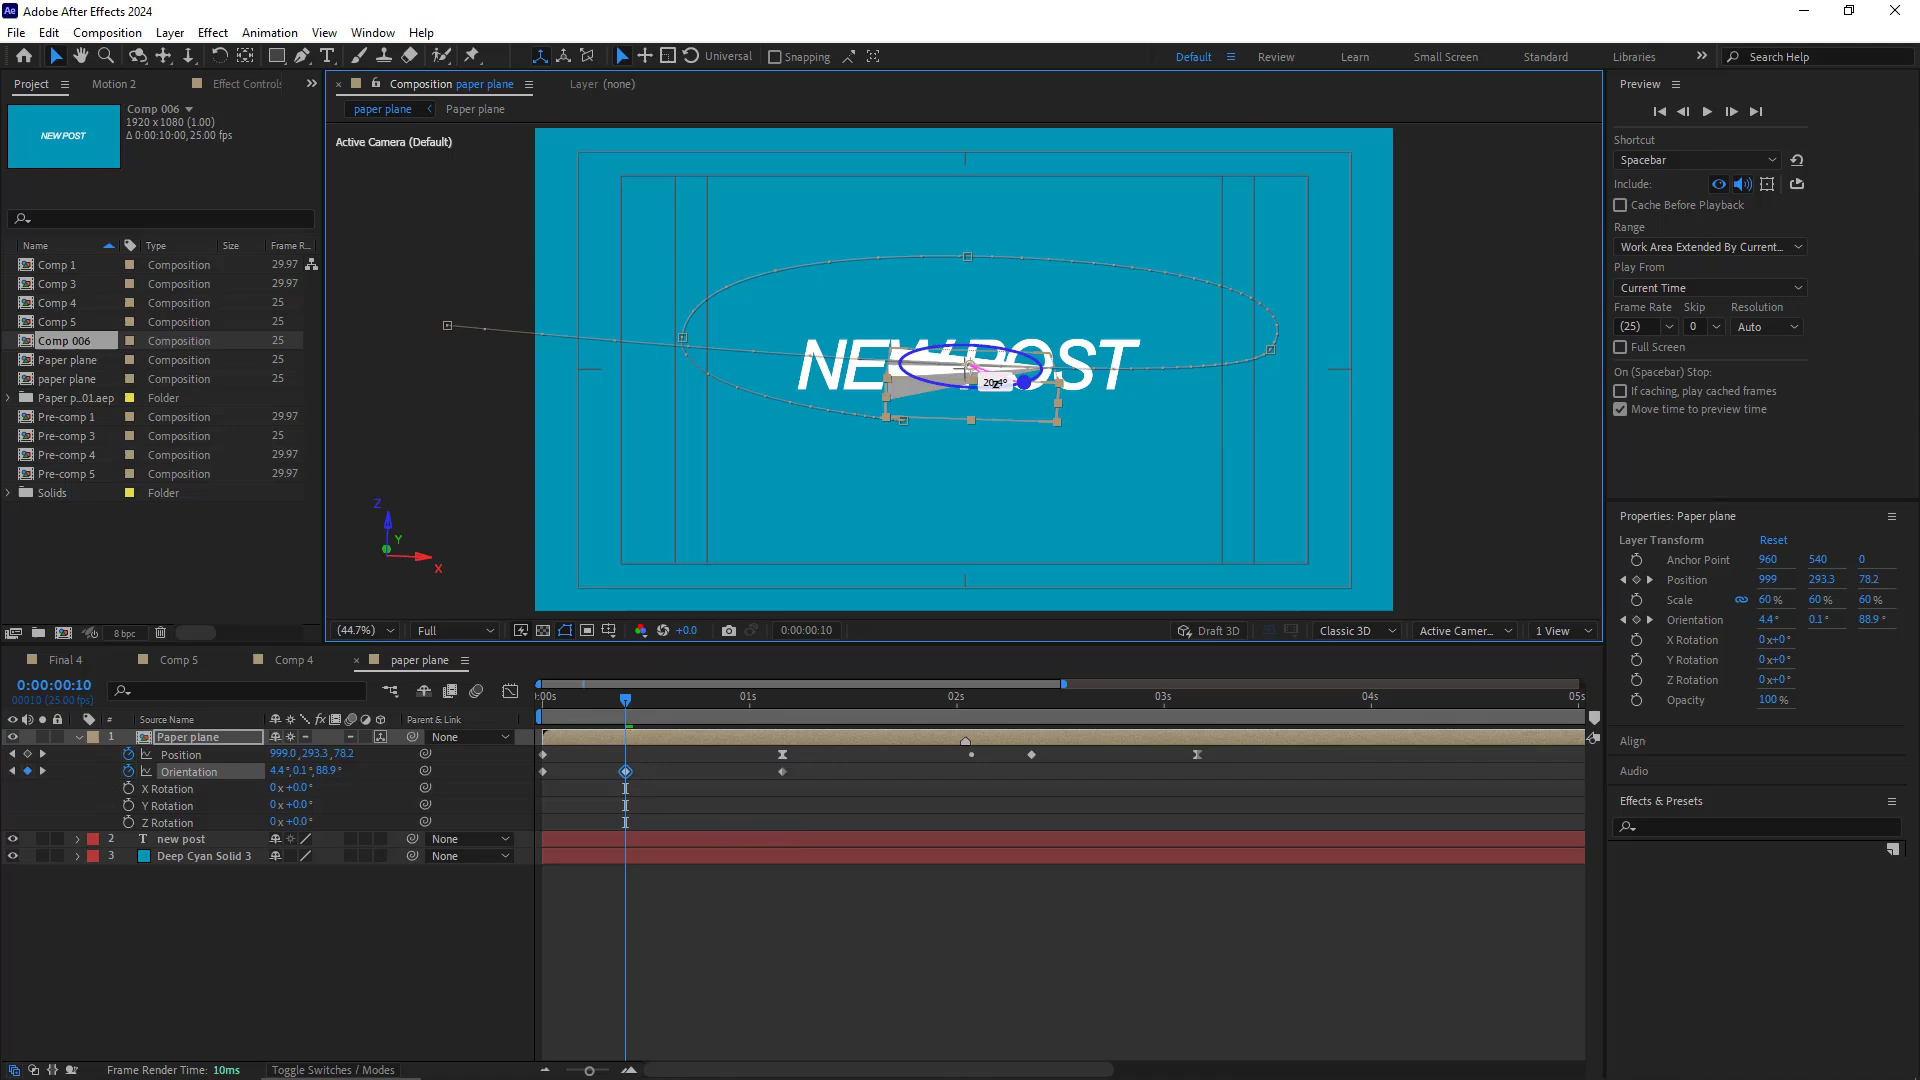 Adobe After Effects 2024
File Edit Composition Layer Effect Animation View Window Help
Universal Snapping Default Review Learn Small Screen Standard Libraries Search Help
Project Motion 2 Effect Controls
Comp 006
1920 x 1080 (1.00)
Δ 0:00:10:00, 25.00 fps
NEW POST
Name Type Size Frame R...
Comp 1 Composition 29.97
Comp 3 Composition 29.97
Comp 4 Composition 25
Comp 5 Composition 25
Comp 006 Composition 25
Paper plane Composition 25
paper plane Composition 25
Paper p...01.aep Folder
Pre-comp 1 Composition 29.97
Pre-comp 3 Composition 25
Pre-comp 4 Composition 29.97
Pre-comp 5 Composition 29.97
Solids Folder
8 bpc
Composition paper plane Layer (none)
paper plane Paper plane
Active Camera (Default)
NEW POST
Z
Y
X
(44.7%) Full +0.0 0:00:00:10 Draft 3D Classic 3D Active Camer... 1 View
Preview
Shortcut
Spacebar
Include:
Cache Before Playback
Range
Work Area Extended By Current...
Play From
Current Time
Frame Rate Skip Resolution
(25) 0 Auto
Full Screen
On (Spacebar) Stop:
If caching, play cached frames
Move time to preview time
Properties: Paper plane
Layer Transform Reset
Anchor Point 960 540 0
Position 999 293.3 78.2
Scale 60 % 60 % 60 %
Orientation 4.4° 0.1° 88.9°
X Rotation 0x+0°
Y Rotation 0x+0°
Z Rotation 0x+0°
Opacity 100 %
Align
Audio
Effects & Presets
Final 4 Comp 5 Comp 4 paper plane
0:00:00:10
00010 (25.00 fps)
:00s 01s 02s 03s 04s 05s
# Source Name fx Parent & Link
1 Paper plane None
Position 999.0,293.3,78.2
Orientation 4.4°,0.1°,88.9°
X Rotation 0x+0.0°
Y Rotation 0x+0.0°
Z Rotation 0x+0.0°
2 T new post None
3 Deep Cyan Solid 3 None
Frame Render Time: 10ms Toggle Switches / Modes